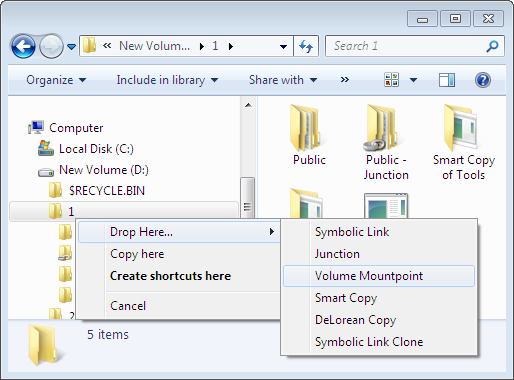 « New Volum... ▸ 1 ▸
Search 1
Organize
Include in library
Share with
»
Computer
Local Disk (C:)
New Volume (D:)
$RECYCLE.BIN
1
2
Public
Public -
Junction
Smart Copy
of Tools
Drop Here...
Copy here
Create shortcuts here
Cancel
Symbolic Link
Junction
Volume Mountpoint
Smart Copy
DeLorean Copy
Symbolic Link Clone
5 items